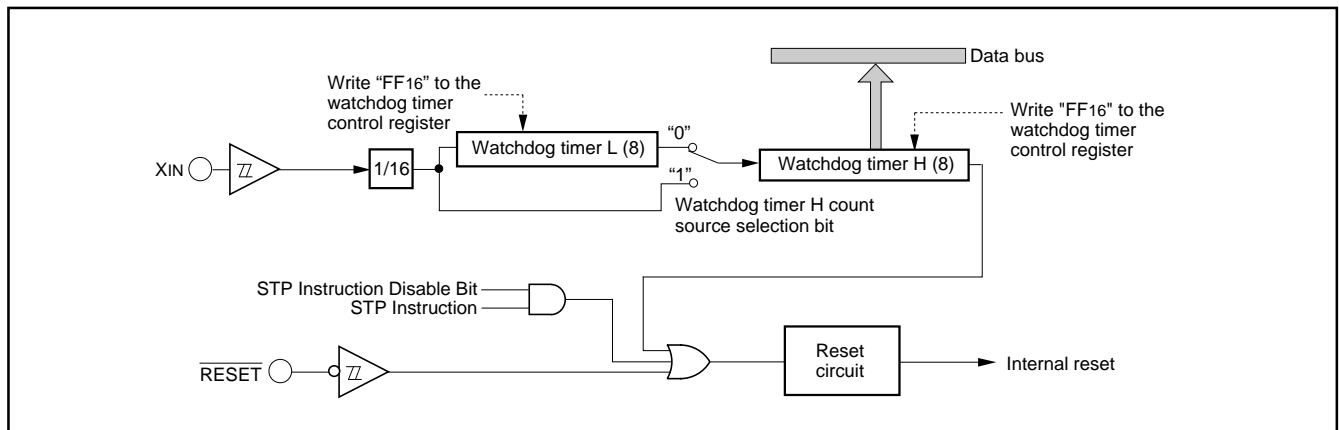 Data bus
Write “FF16” to the
watchdog timer
control register
Write "FF16" to the
watchdog timer
control register
“0”
XIN
1/16
Watchdog timer L (8)
Watchdog timer H (8)
“1”
Watchdog timer H count
source selection bit
STP Instruction Disable Bit
STP Instruction
RESET
Reset
circuit
Internal reset